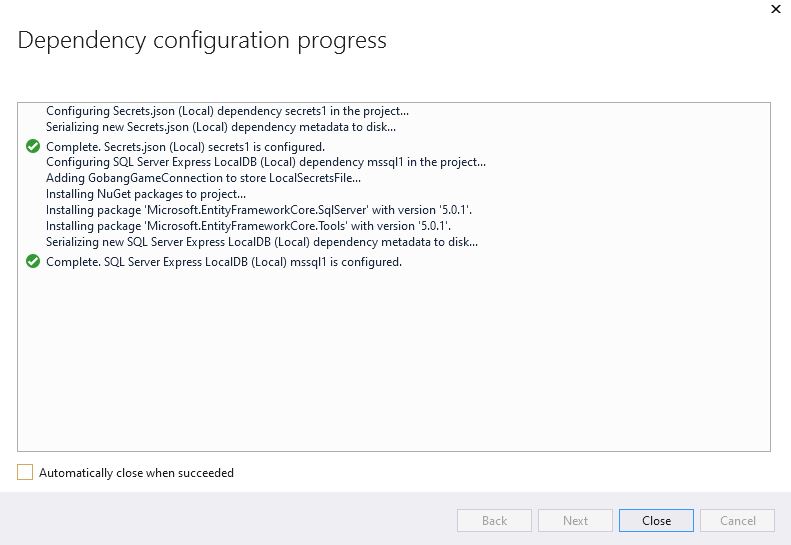 Dependency configuration progress
Configuring Secrets.json (Local) dependency secrets1 in the project...
Serializing new Secrets.json (Local) dependency metadata to disk...
Complete. Secrets.json (Local) secrets1 is configured.
Configuring SQL Server Express LocalDB (Local) dependency mssql1 in the project...
Adding GobangGameConnection to store LocalSecretsFile...
Installing NuGet packages to project...
Installing package 'Microsoft.EntityFrameworkCore.SqlServer' with version '5.0.1'.
Installing package 'Microsoft.EntityFrameworkCore.Tools' with version '5.0.1'.
Serializing new SQL Server Express LocalDB (Local) dependency metadata to disk...
Complete. SQL Server Express LocalDB (Local) mssql1 is configured.
Automatically close when succeeded
Back Next Close Cancel